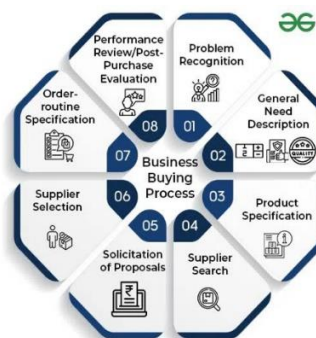 Problem
Recognition
01
General
Need
Description
QUALITY
02
Product
Specification
03
Supplier
Search
04
Solicitation
of Proposals
05
Supplier
Selection
06
Order-
routine
Specification
07
Performance
Review/Post-
Purchase
Evaluation
08
Business
Buying
Process